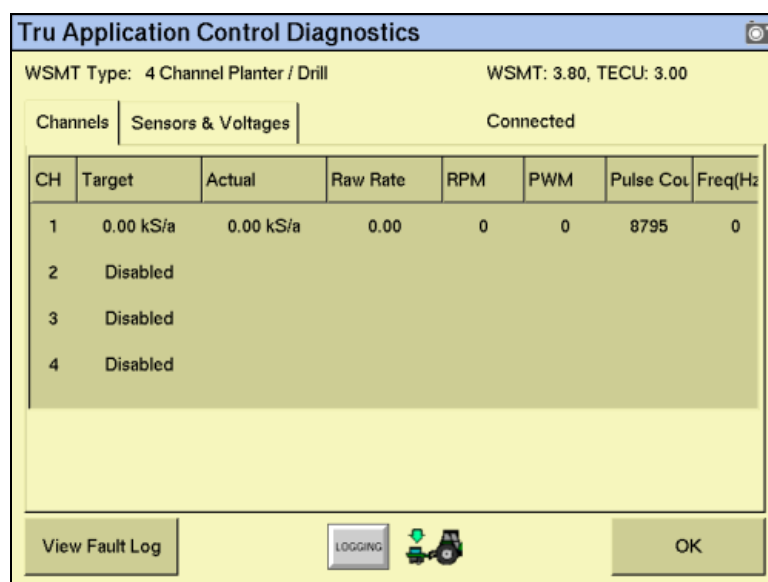 Tru Application Control Diagnostics
WSMT Type: 4 Channel Planter / Drill WSMT: 3.80, TECU: 3.00
Channels Sensors & Voltages Connected
CH Target Actual Raw Rate RPM PWM Pulse Cou Freq(Hz
1 0.00 kS/a 0.00 kS/a 0.00 0 0 8795 0
2 Disabled
3 Disabled
4 Disabled
View Fault Log LOGGING OK